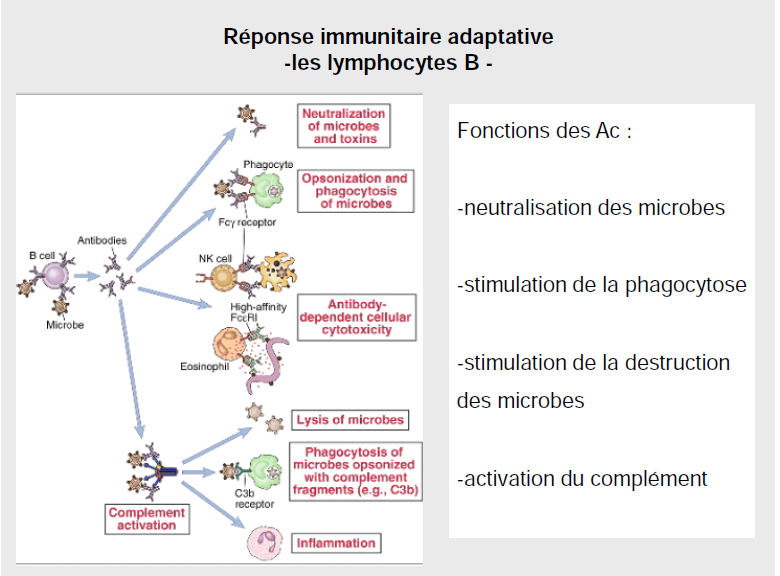 Réponse immunitaire adaptative
-les lymphocytes B -
Neutralization
of microbes
and toxins
Phagocyte
Opsonization and
phagocytosis
of microbes
Fcγ receptor
Antibodies
B cell
NK cell
Microbe
High-affinity
FcεRI
Antibody-
dependent cellular
cytotoxicity
Eosinophil
Lysis of microbes
Phagocytosis of
microbes opsonized
with complement
fragments (e.g., C3b)
C3b
receptor
Complement
activation
Inflammation
Fonctions des Ac :
-neutralisation des microbes
-stimulation de la phagocytose
-stimulation de la destruction
des microbes
-activation du complément